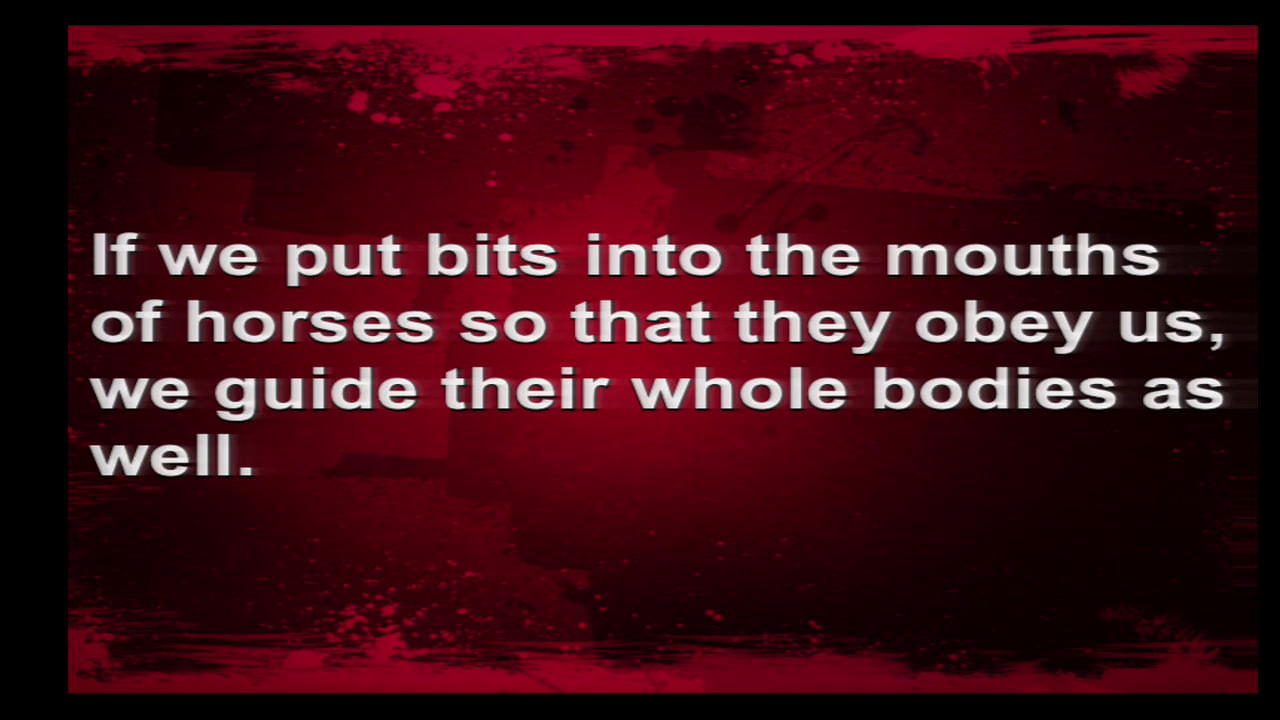 If we put bits into the mouths
of horses so that they obey us,
we guide their whole bodies as
well.